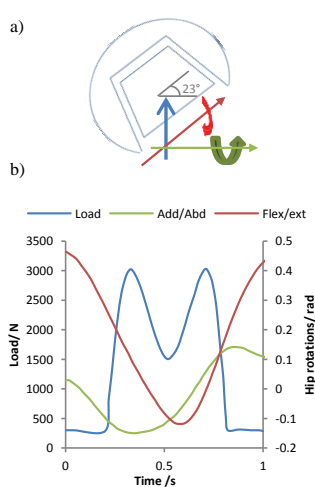 a)
23°
b)
Load Add/Abd Flex/ext
3500 0.5
3000 0.4
2500 0.3
2000 0.2
1500 0.1
1000 0
500 -0.1
0 -0.2
Load/ N
Hip rotations/ rad
0 0.5 1
Time /s